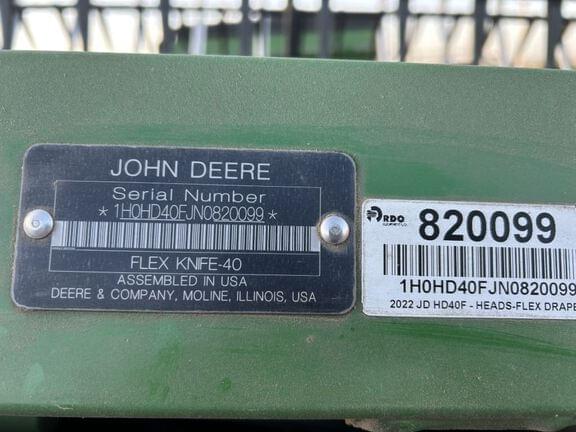 JOHN DEERE
Serial Number
*1H0HD40FJN0820099*
FLEX KNIFE-40
ASSEMBLED IN USA
DEERE & COMPANY, MOLINE, ILLINOIS, USA
RDO
820099
1H0HD40FJN0820099
2022 JD HD40F - HEADS-FLEX DRAPE